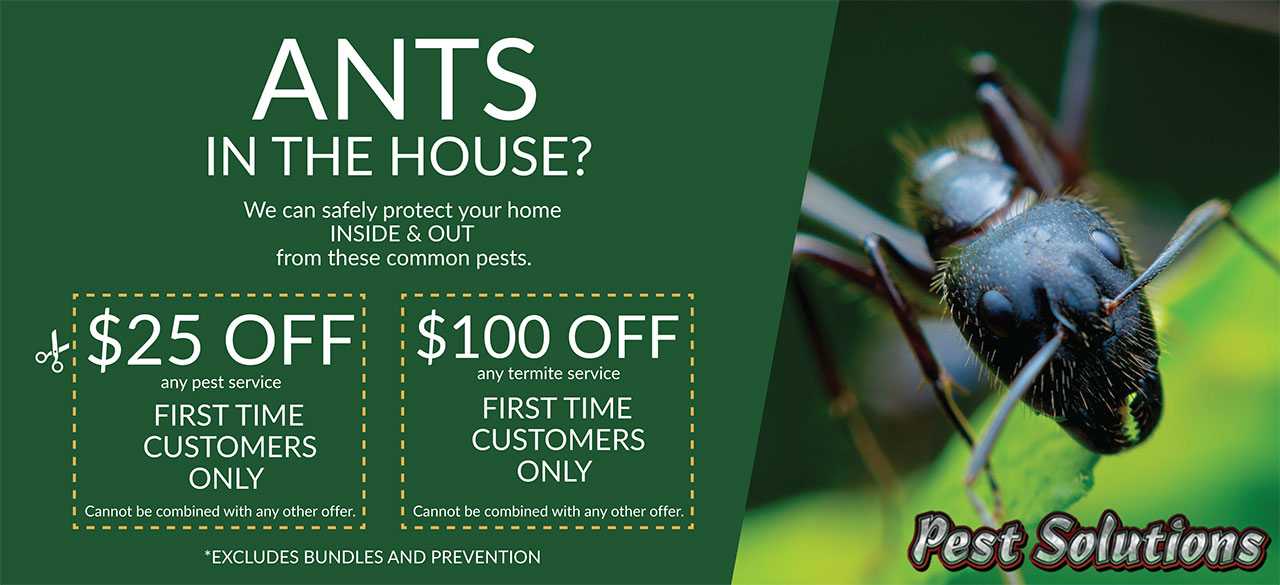 ANTS
IN THE HOUSE?
We can safely protect your home
INSIDE & OUT
from these common pests.
$25 OFF
any pest service
FIRST TIME
CUSTOMERS
ONLY
Cannot be combined with any other offer.
$100 OFF
any termite service
FIRST TIME
CUSTOMERS
ONLY
Cannot be combined with any other offer.
*EXCLUDES BUNDLES AND PREVENTION
Pest Solutions